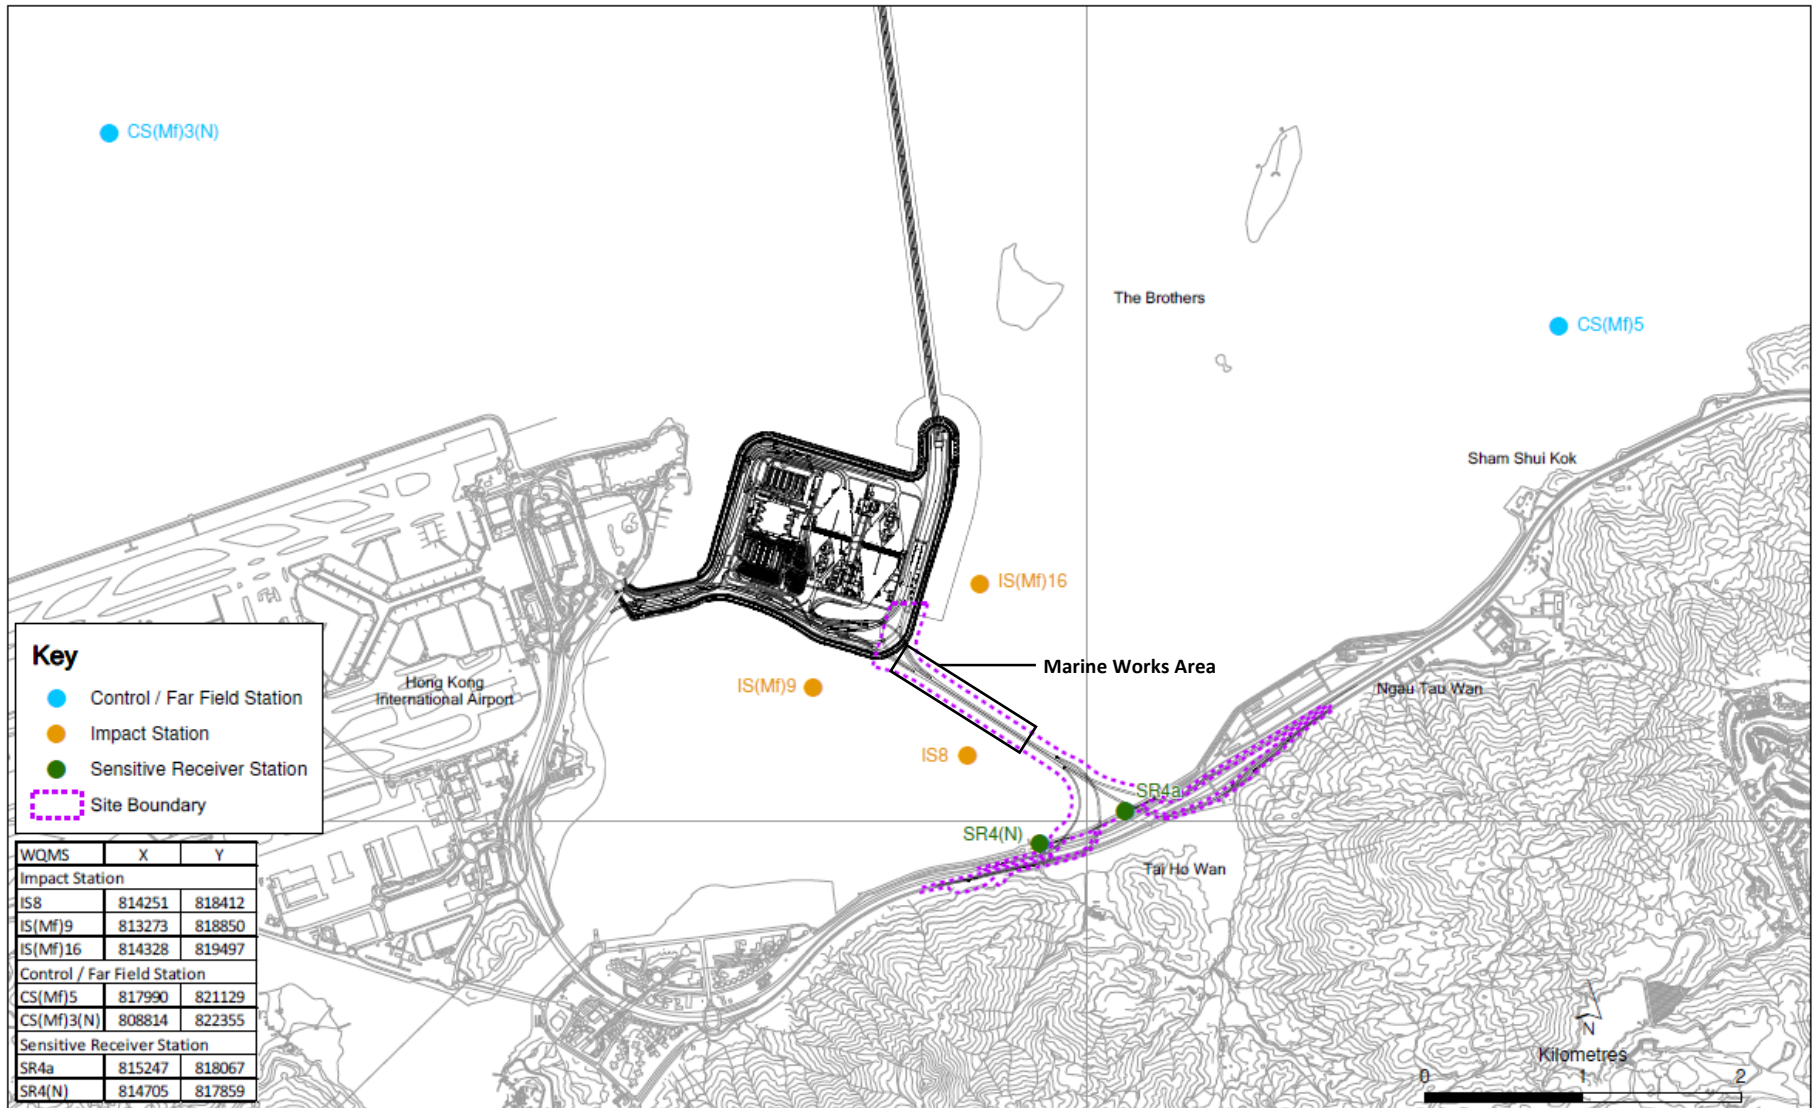 CS(Mf)3(N)
The Brothers
CS(Mf)5
Sham Shui Kok
IS(Mf)16
Marine Works Area
Ngau Tau Wan
IS(Mf)9
Hong Kong
International Airport
IS8
SR4a
SR4(N)
Tai Ho Wan
Key
Control / Far Field Station
Impact Station
Sensitive Receiver Station
Site Boundary
WQMS X Y
Impact Station
IS8 814251 818412
IS(Mf)9 813273 818850
IS(Mf)16 814328 819497
Control / Far Field Station
CS(Mf)5 817990 821129
CS(Mf)3(N) 808814 822355
Sensitive Receiver Station
SR4a 815247 818067
SR4(N) 814705 817859
N
Kilometres
0 1 2